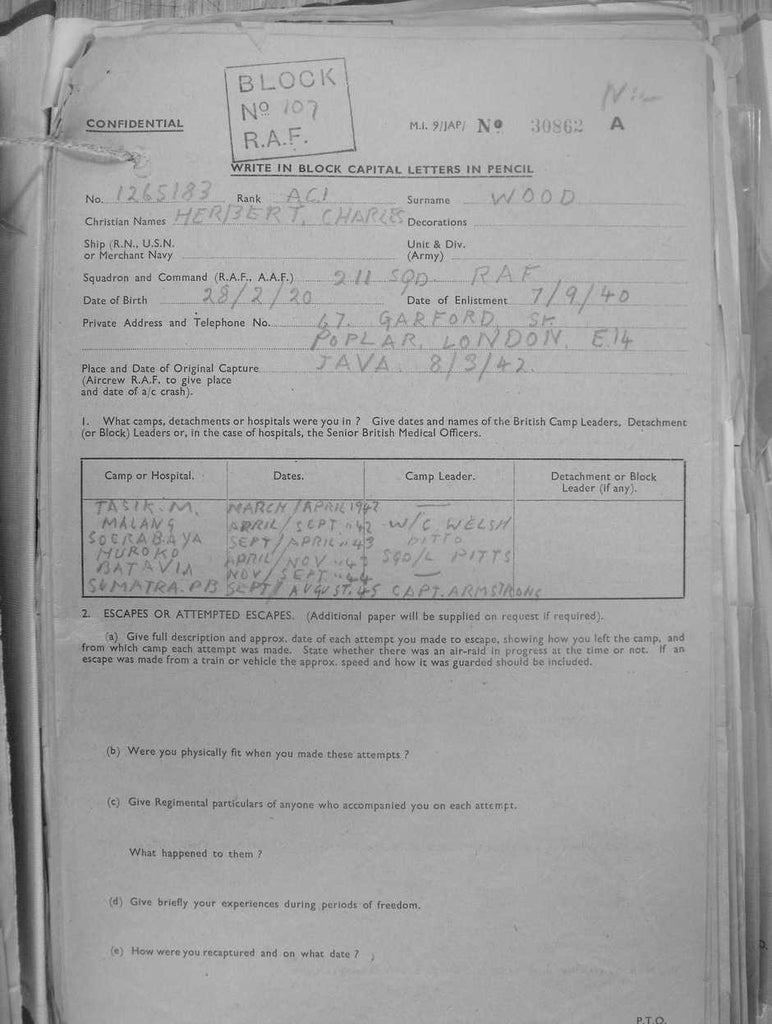 BLOCK
Nº 107
R.A.F.
CONFIDENTIAL
M.I. 9/JAP/ Nº 30862 A
WRITE IN BLOCK CAPITAL LETTERS IN PENCIL
No. 1265183 Rank AC1 Surname WOOD
Christian Names HERBERT, CHARLES Decorations
Ship (R.N., U.S.N. Unit & Div.
or Merchant Navy (Army)
Squadron and Command (R.A.F., A.A.F.) 211 SQD. RAF
Date of Birth 28/2/20 Date of Enlistment 7/9/40
Private Address and Telephone No. 67. GARFORD St.
POPLAR, LONDON. E.14
Place and Date of Original Capture JAVA. 8/3/42.
(Aircrew R.A.F. to give place
and date of a/c crash).
1. What camps, detachments or hospitals were you in ? Give dates and names of the British Camp Leaders, Detachment
(or Block) Leaders or, in the case of hospitals, the Senior British Medical Officers.
Camp or Hospital. Dates. Camp Leader. Detachment or Block
Leader (if any).
TASIK. M. MARCH/APRIL 1942 —
MALANG APRIL/SEPT "42 W/C WELSH
SOERABAYA SEPT/APRIL "43 DITTO
HUROKO APRIL/NOV "43 SQD/L PITTS
BATAVIA NOV/SEPT "44 —
SUMATRA. PB SEPT/AUGUST. 45 CAPT. ARMSTRONG
2. ESCAPES OR ATTEMPTED ESCAPES. (Additional paper will be supplied on request if required).
(a) Give full description and approx. date of each attempt you made to escape, showing how you left the camp, and
from which camp each attempt was made. State whether there was an air-raid in progress at the time or not. If an
escape was made from a train or vehicle the approx. speed and how it was guarded should be included.
(b) Were you physically fit when you made these attempts ?
(c) Give Regimental particulars of anyone who accompanied you on each attempt.
What happened to them ?
(d) Give briefly your experiences during periods of freedom.
(e) How were you recaptured and on what date ?
P.T.O.